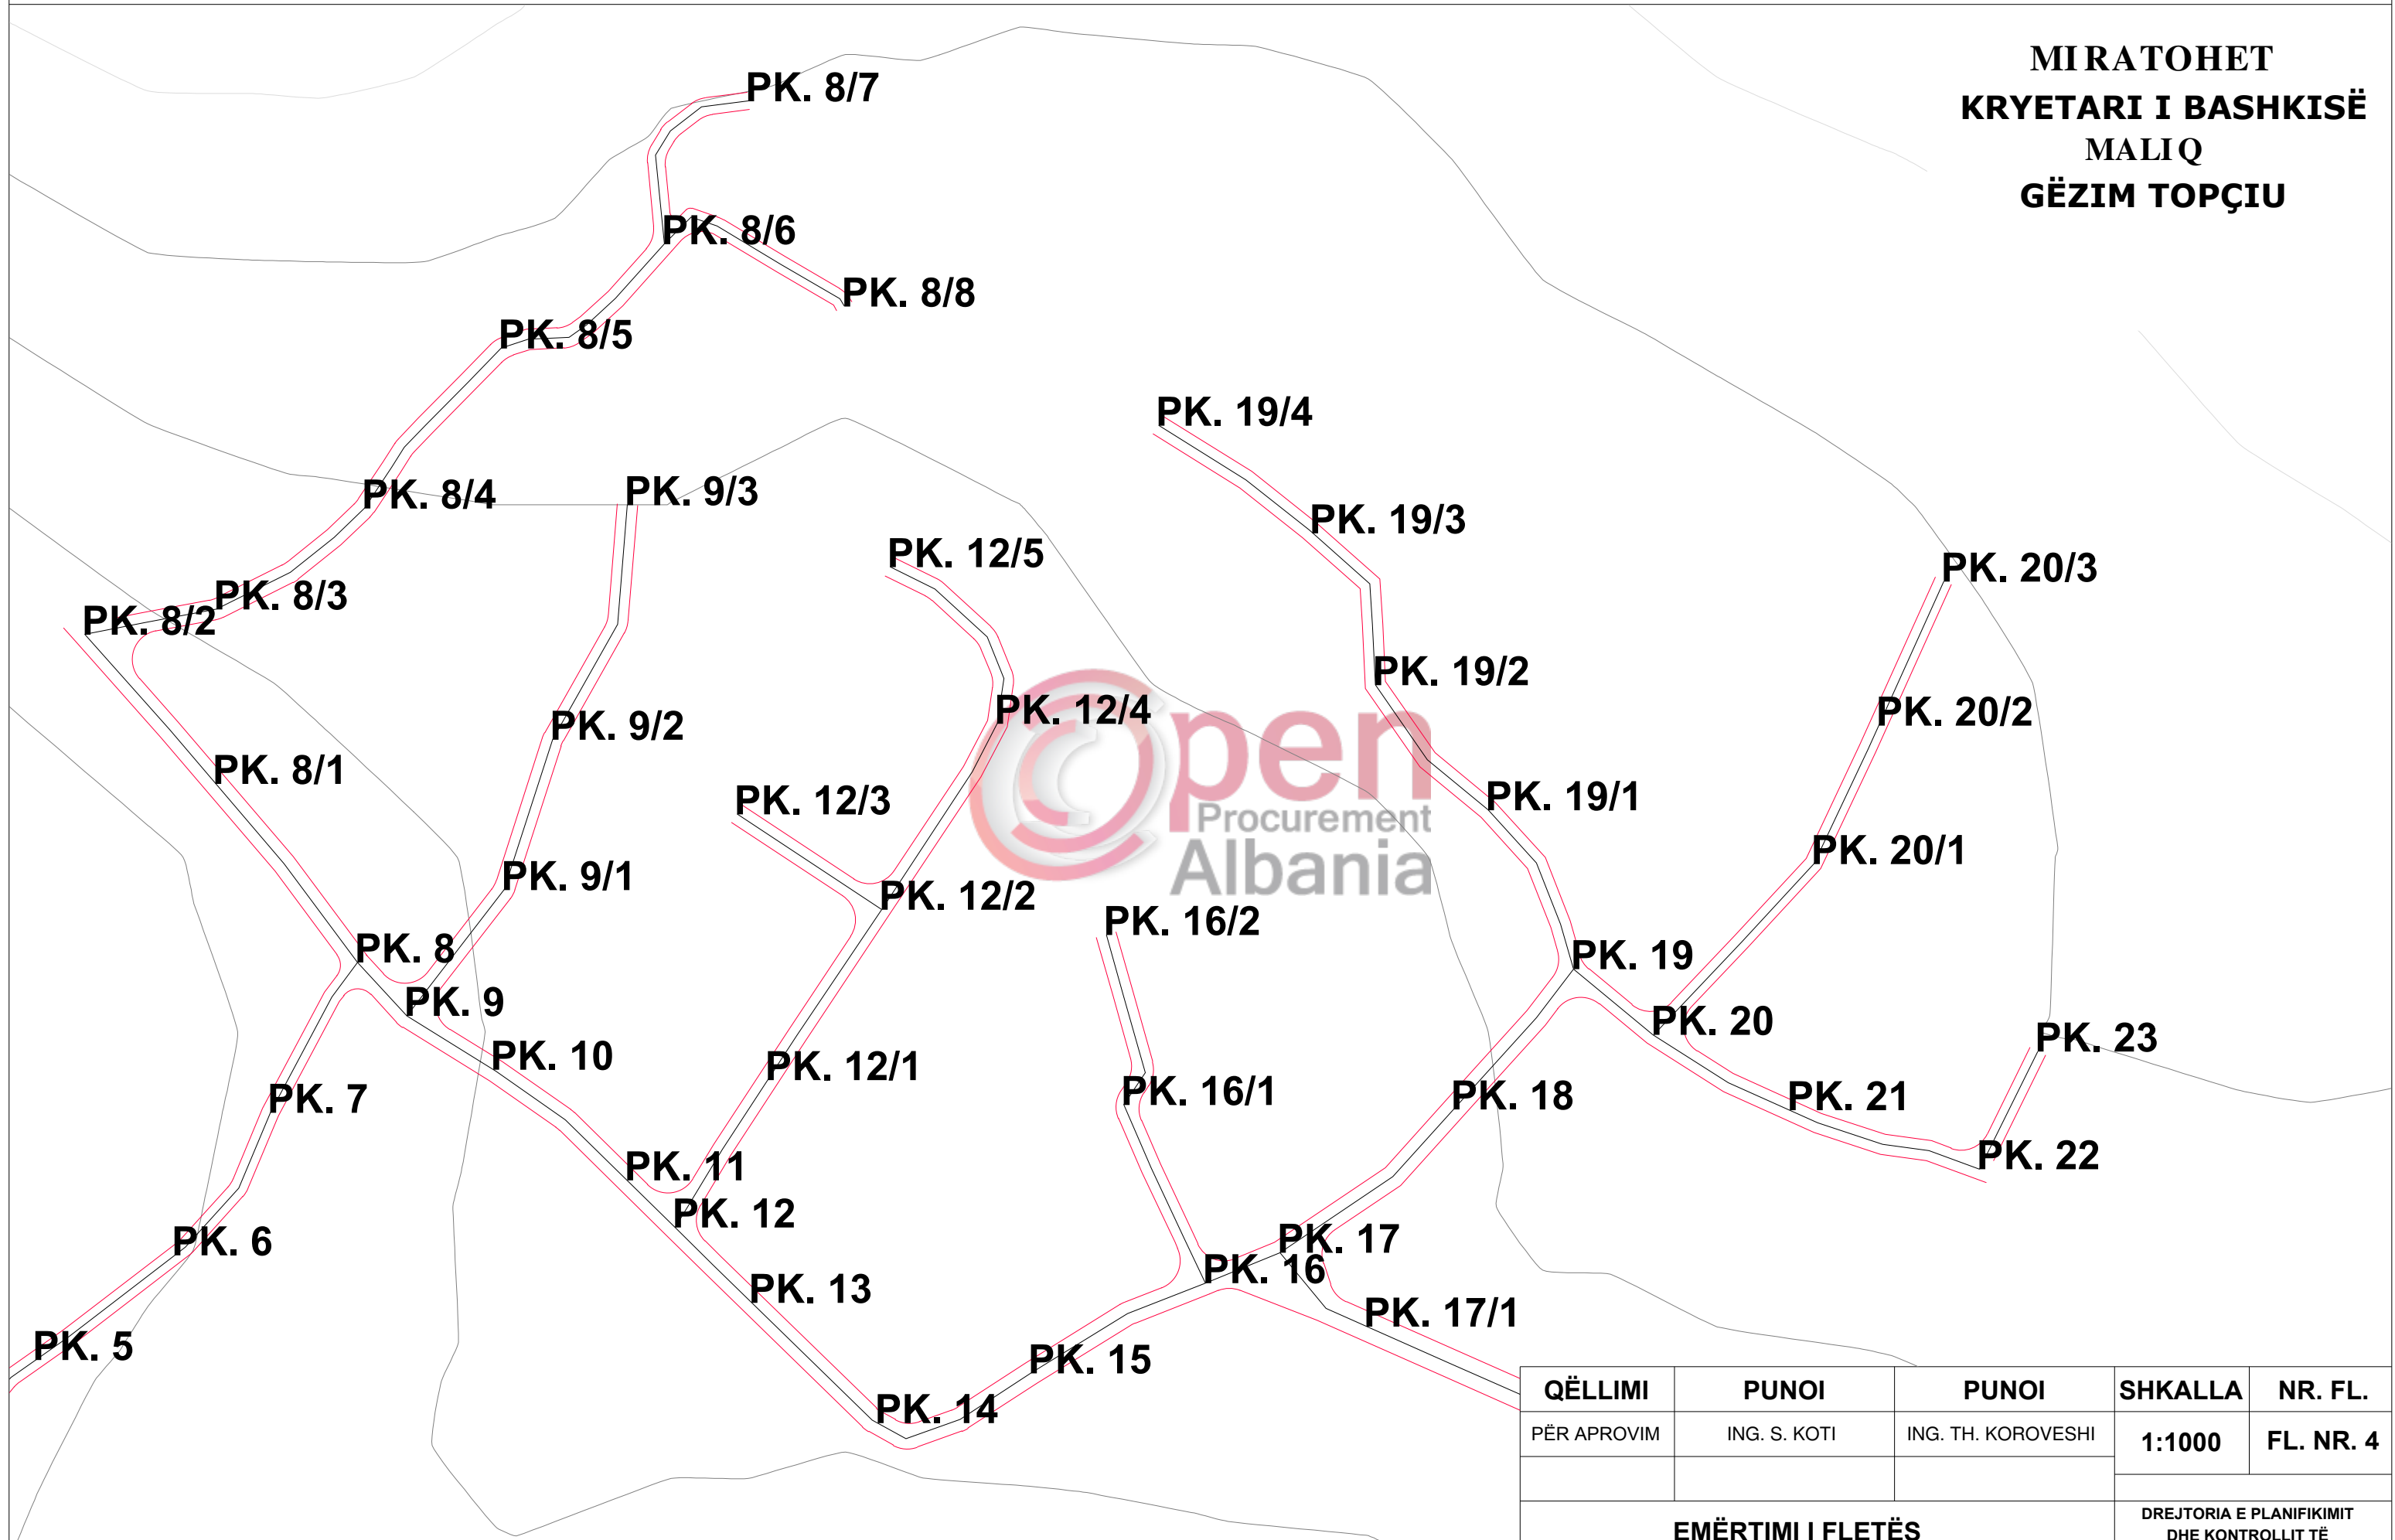 MIRATOHET
KRYETARI I BASHKISË
MALIQ
GËZIM TOPÇIU
PK. 8/7
PK. 8/6
PK. 8/8
PK. 8/5
PK. 19/4
PK. 8/4
PK. 9/3
PK. 19/3
PK. 12/5
PK. 20/3
PK. 8/3
PK. 8/2
PK. 19/2
PK. 12/4
PK. 20/2
PK. 9/2
PK. 8/1
PK. 12/3
PK. 19/1
Open
Procurement
Albania
PK. 20/1
PK. 9/1
PK. 12/2
PK. 16/2
PK. 8
PK. 19
PK. 9
PK. 20
PK. 23
PK. 10
PK. 12/1
PK. 16/1
PK. 7
PK. 18
PK. 21
PK. 22
PK. 11
PK. 12
PK. 6
PK. 17
PK. 16
PK. 13
PK. 17/1
PK. 5
PK. 15
PK. 14
QËLLIMI PUNOI PUNOI SHKALLA NR. FL.
PËR APROVIM ING. S. KOTI ING. TH. KOROVESHI 1:1000 FL. NR. 4
EMËRTIMI I FLETËS
DREJTORIA E PLANIFIKIMIT
DHE KONTROLLIT TË